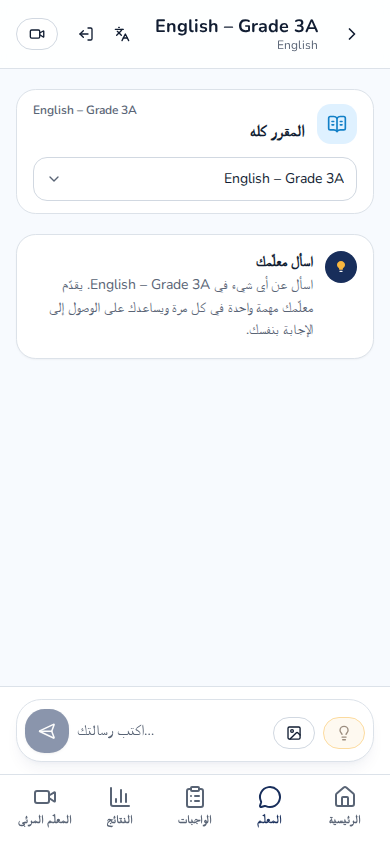 English – Grade 3A
English
English – Grade 3A
المقرر كله
English – Grade 3A
اسأل معلّمك
اسأل عن أي شيء في English – Grade 3A. يقدّم
معلّمك مهمة واحدة في كل مرة ويساعدك على الوصول إلى
الإجابة بنفسك.
اكتب رسالتك...
الرئيسية
المعلّم
الواجبات
النتائج
المعلّم المرئي